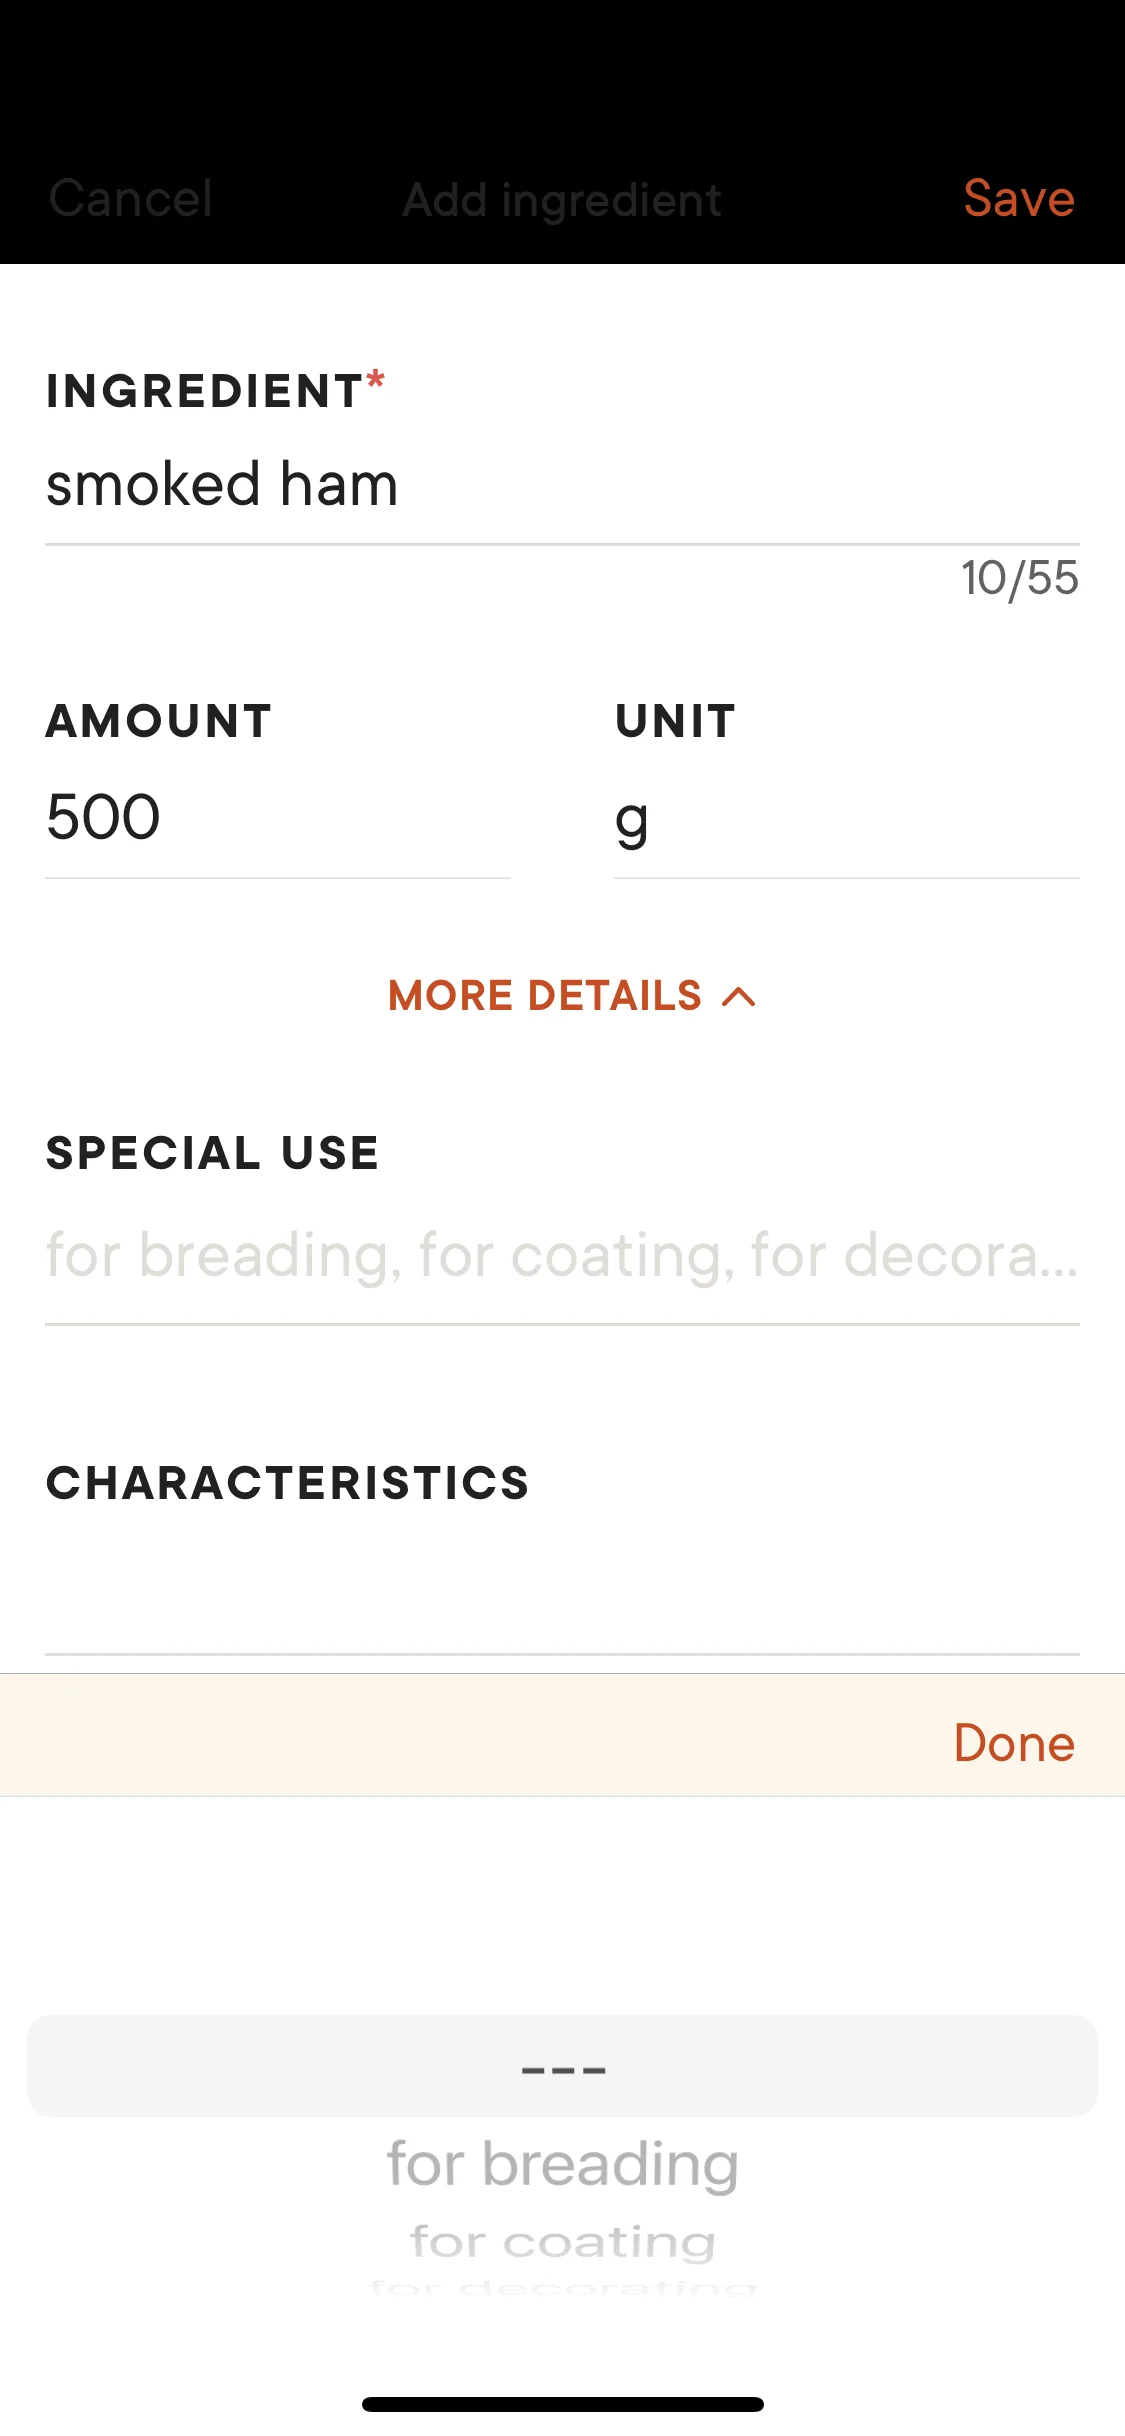 Cancel Add ingredient Save
INGREDIENT*
smoked ham
10/55
AMOUNT UNIT
500 g
MORE DETAILS
SPECIAL USE
for breading, for coating, for decora...
CHARACTERISTICS
Done
---
for breading
for coating
for decorating